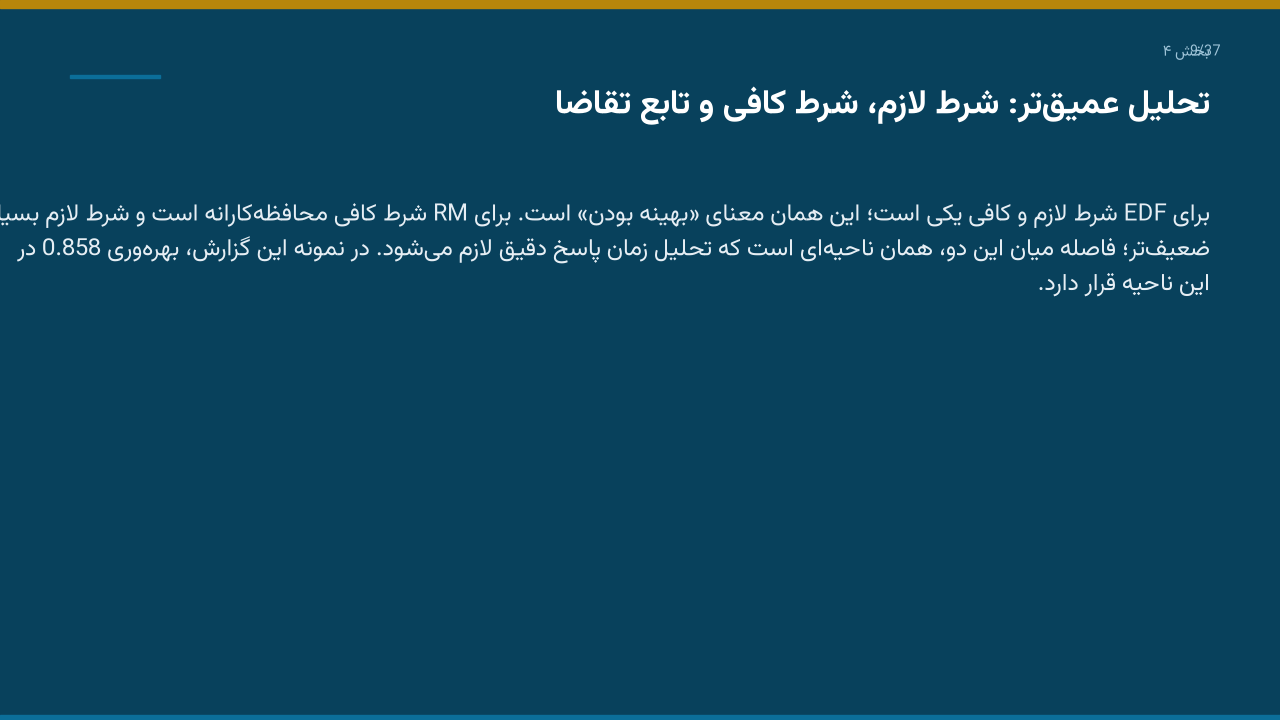 بخش ۴
9/37
تحلیل عمیق‌تر: شرط لازم، شرط کافی و تابع تقاضا
برای EDF شرط لازم و کافی یکی است؛ این همان معنای «بهینه بودن» است. برای RM شرط کافی محافظه‌کارانه است و شرط لازم بسیا
ضعیف‌تر؛ فاصله میان این دو، همان ناحیه‌ای است که تحلیل زمان پاسخ دقیق لازم می‌شود. در نمونه این گزارش، بهره‌وری 0.858 در
این ناحیه قرار دارد.